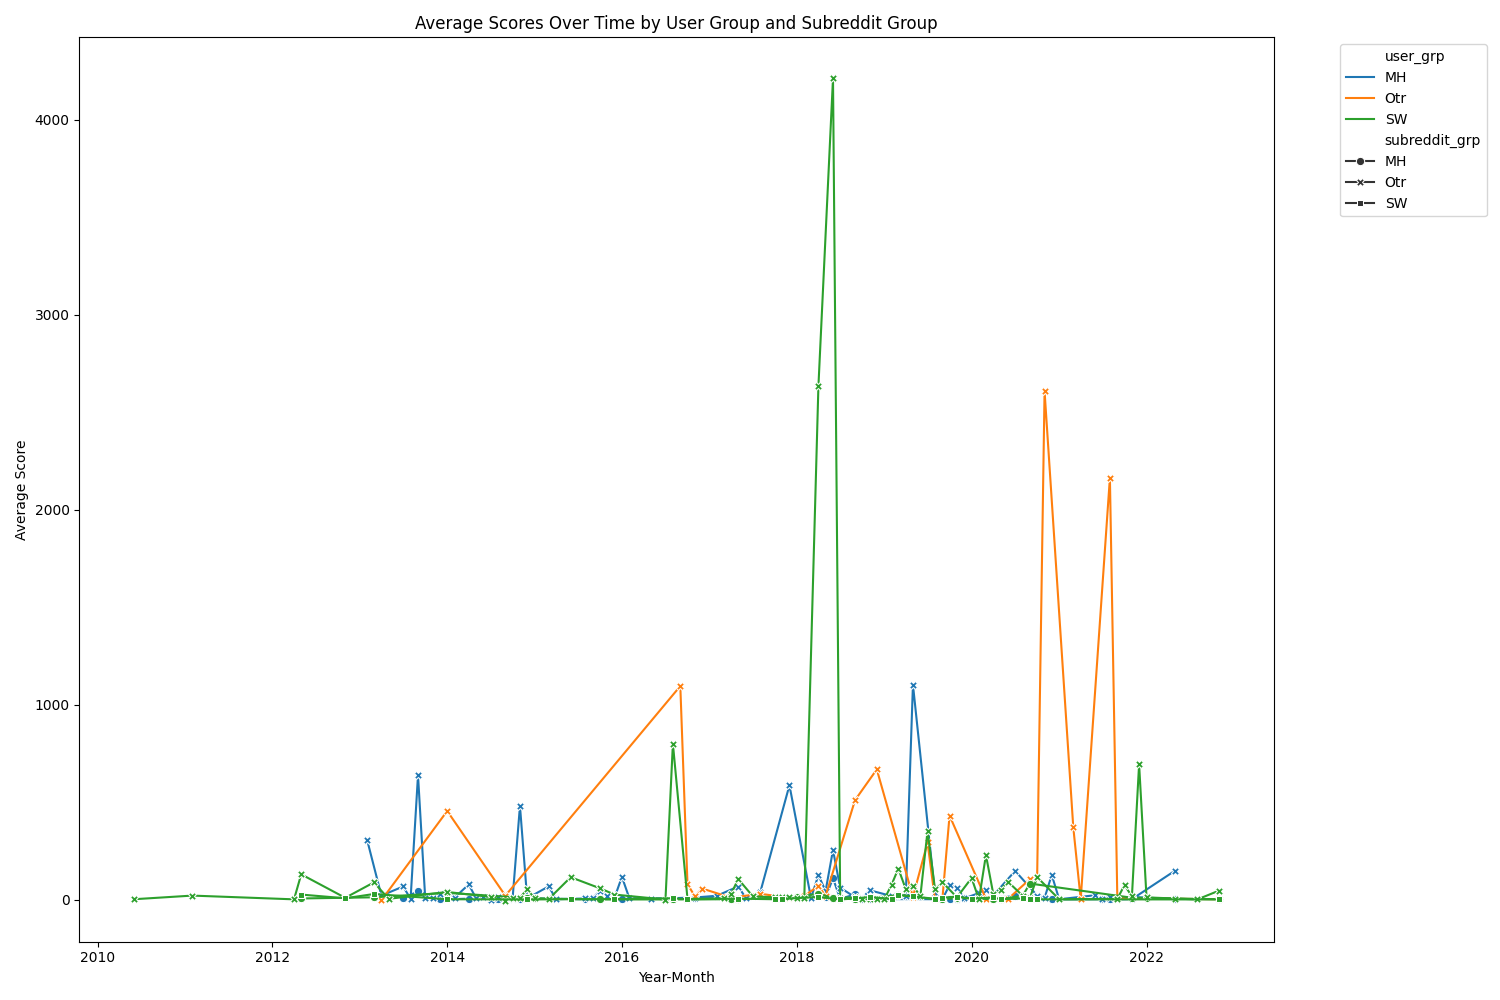 Average Scores Over Time by User Group and Subreddit Group
user_grp
MH
Otr
SW
subreddit_grp
MH
Otr
SW
Average Score
4000
3000
2000
1000
0
2010 2012 2014 2016 2018 2020 2022
Year-Month